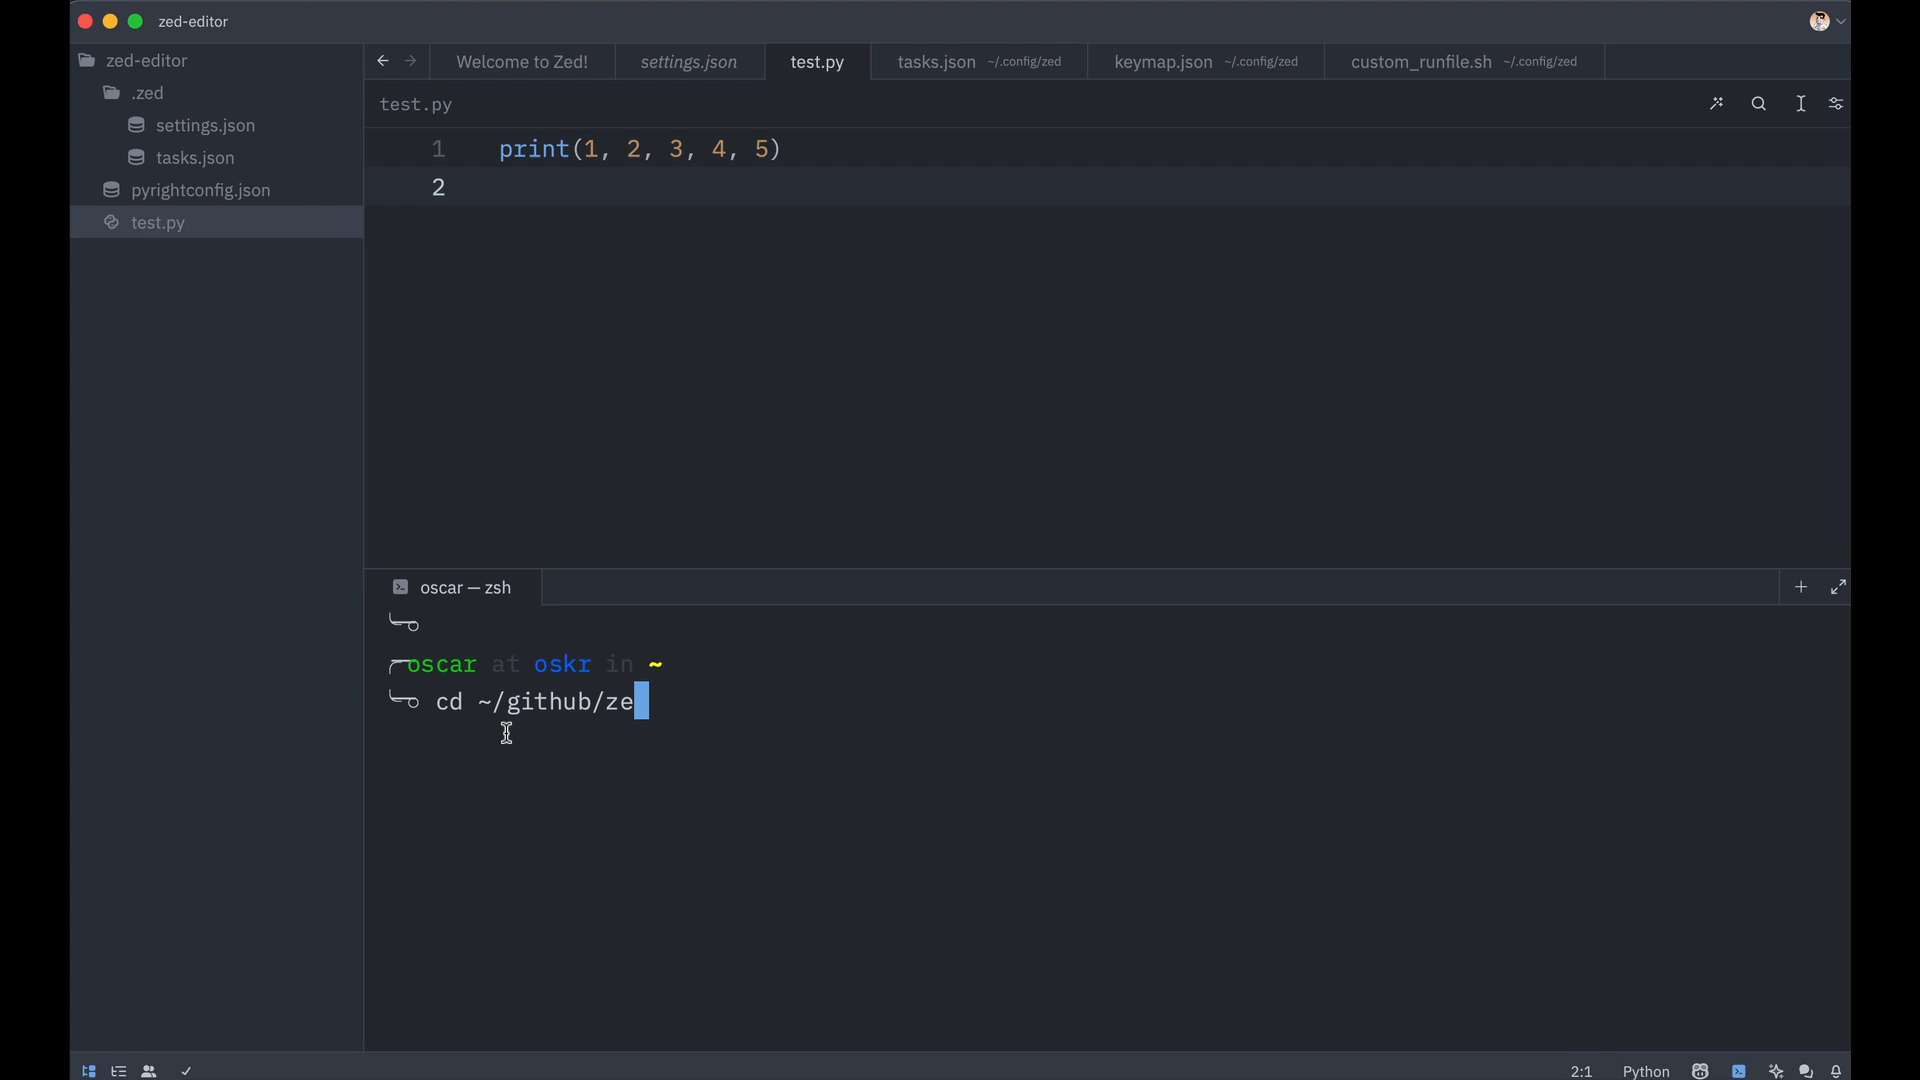 zed-editor
zed-editor
.zed
settings.json
tasks.json
pyrightconfig.json
test.py
Welcome to Zed!
settings.json
test.py
tasks.json ~/.config/zed
keymap.json ~/.config/zed
custom_runfile.sh ~/.config/zed
test.py
1 print(1, 2, 3, 4, 5)
2
oscar — zsh
oscar at oskr in ~
cd ~/github/ze
2:1
Python